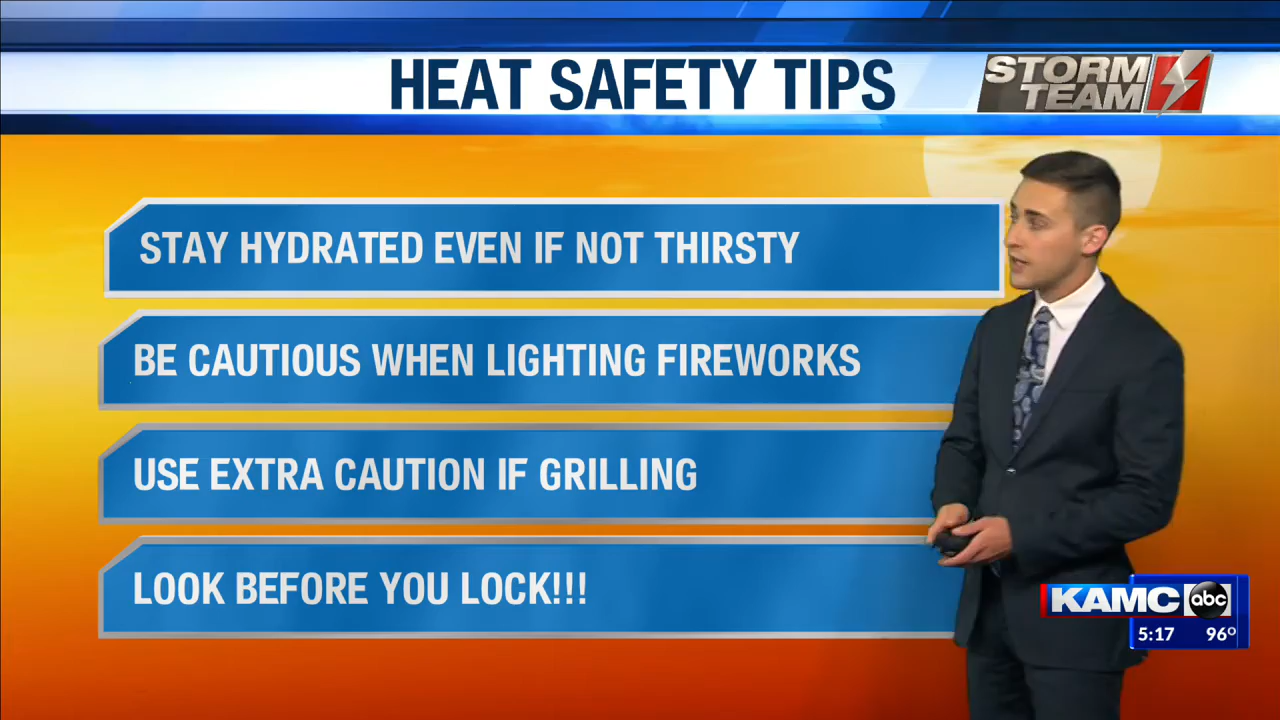 HEAT SAFETY TIPS
STORM
TEAM
STAY HYDRATED EVEN IF NOT THIRSTY
BE CAUTIOUS WHEN LIGHTING FIREWORKS
USE EXTRA CAUTION IF GRILLING
LOOK BEFORE YOU LOCK!!!
KAMC abc
5:17 96°